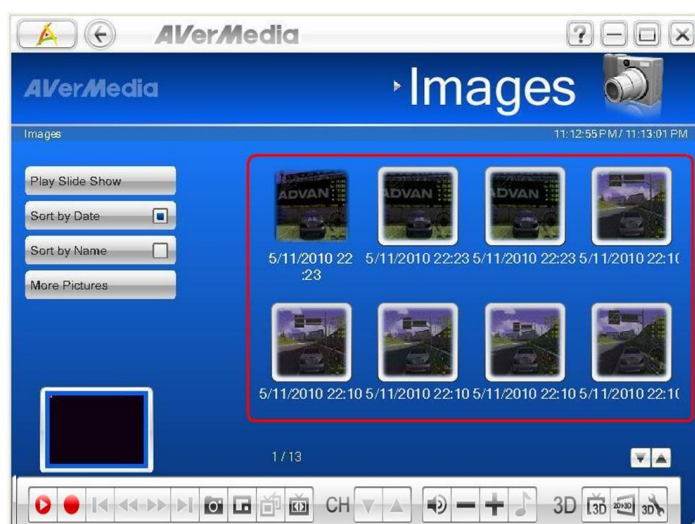 AVerMedia
?
AVerMedia
Images
Images
11:12:55 PM / 11:13:01 PM
Play Slide Show
Sort by Date
Sort by Name
More Pictures
ADVAN
ADVAN
ADVAN
5/11/2010 22
:23
5/11/2010 22:23
5/11/2010 22:23
5/11/2010 22:1
5/11/2010 22:10
5/11/2010 22:10
5/11/2010 22:10
5/11/2010 22:1
1 / 13
CH
3D
3D
2D>3D
3D